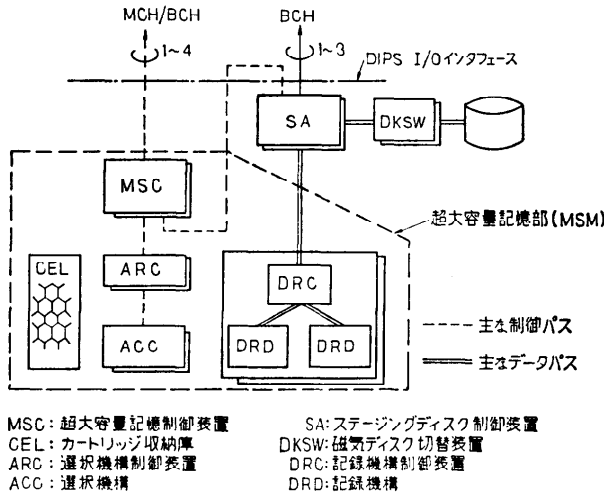 MCH/BCH
BCH
1~4
1~3
DIPS I/Oインタフェース
SA
DKSW
MSC
超大容量記憶部(MSM)
CEL
ARC
DRC
ACC
DRD
DRD
主な制御パス
主なデータパス
MSC: 超大容量記憶制御装置
SA:ステージングディスク制御装置
CEL: カートリッジ収納庫
DKSW:磁気ディスク切替装置
ARC: 選択機構制御装置
DRC:記録機構制御装置
ACC: 選択機構
DRD:記録機構